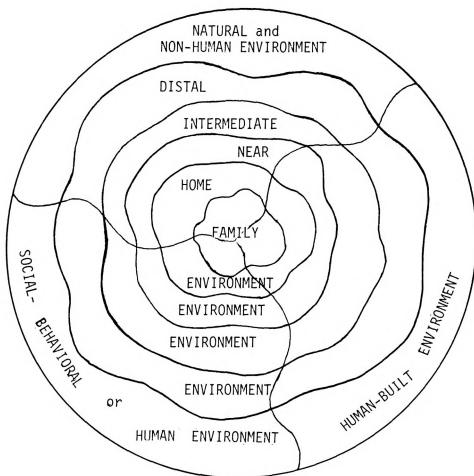 NATURAL and
NON-HUMAN ENVIRONMENT
DISTAL
INTERMEDIATE
NEAR
HOME
FAMILY
ENVIRONMENT
ENVIRONMENT
ENVIRONMENT
ENVIRONMENT
SOCIAL-
BEHAVIORAL
or
HUMAN ENVIRONMENT
HUMAN-BUILT ENVIRONMENT